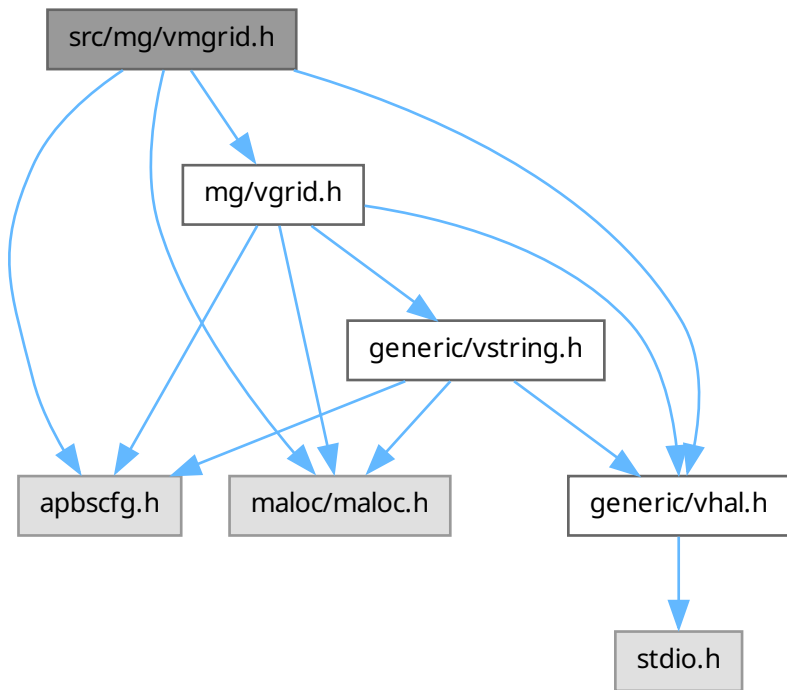 src/mg/vmgrid.h
mg/vgrid.h
generic/vstring.h
apbscfg.h
maloc/maloc.h
generic/vhal.h
stdio.h